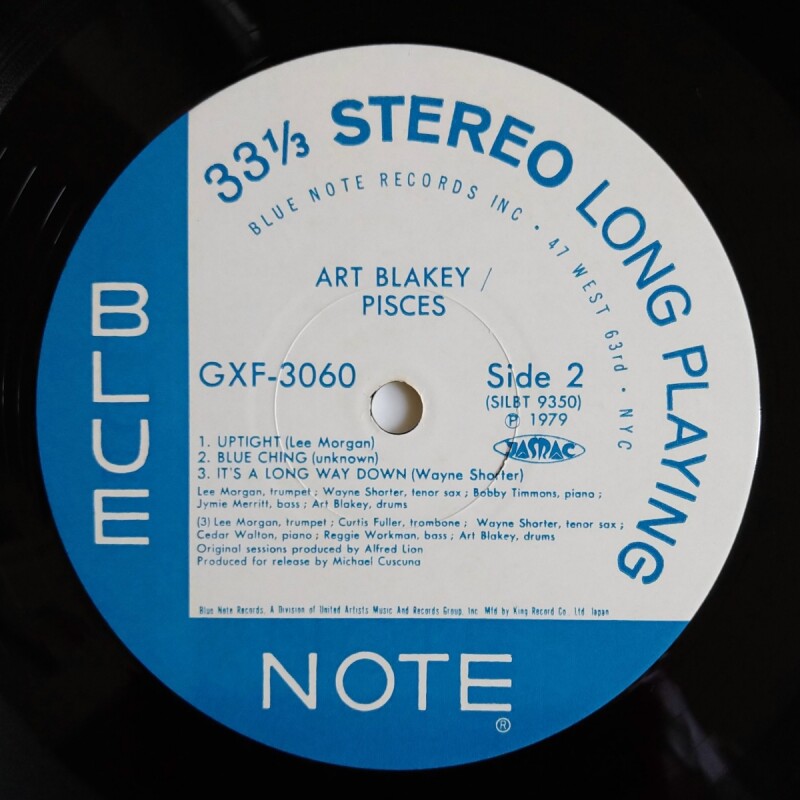 33⅓ STEREO LONG PLAYING
BLUE NOTE RECORDS INC • 47 WEST 63rd • NYC
ART BLAKEY /
PISCES
GXF-3060
Side 2
(SILBT 9350)
℗ 1979
JASRAC
1. UPTIGHT (Lee Morgan)
2. BLUE CHING (unknown)
3. IT'S A LONG WAY DOWN (Wayne Shorter)
Lee Morgan, trumpet ; Wayne Shorter, tenor sax ; Bobby Timmons, piano ;
Jymie Merritt, bass ; Art Blakey, drums
(3) Lee Morgan, trumpet ; Curtis Fuller, trombone ; Wayne Shorter, tenor sax ;
Cedar Walton, piano ; Reggie Workman, bass ; Art Blakey, drums
Original sessions produced by Alfred Lion
Produced for release by Michael Cuscuna
Blue Note Records, A Division of United Artists Music And Records Group, Inc. Mfd by King Record Co., Ltd. Japan
BLUE
NOTE
®